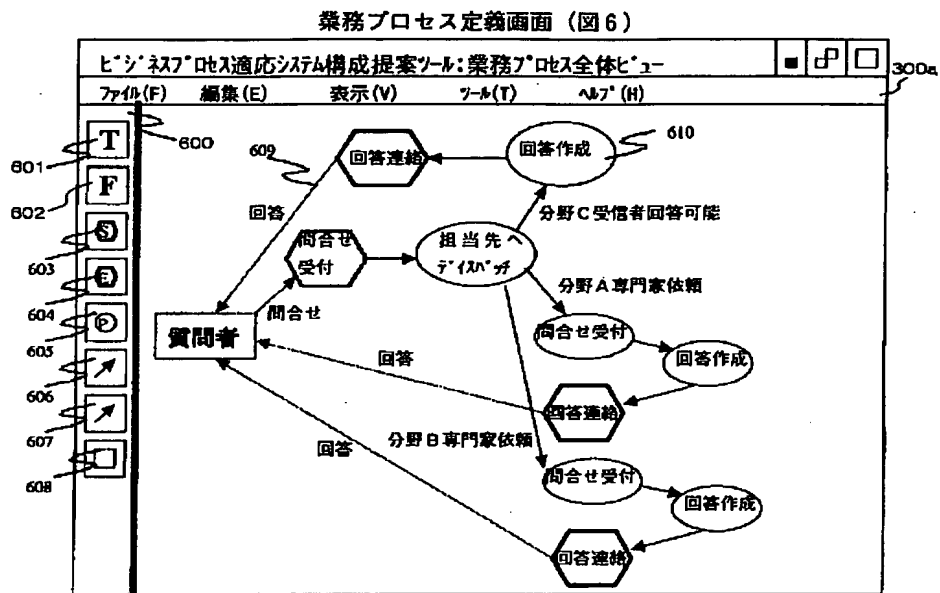 業務プロセス定義画面 (図6)
ビジネスプロセス適応システム構成提案ツール:業務プロセス全体ビュー
300a
ファイル(F) 編集(E) 表示(V) ツール(T) ヘルプ(H)
600
601
T
602
F
603
S
604
E
605
P
606
607
608
609
610
回答連絡
回答作成
回答
分野C受信者回答可能
問合せ
受付
担当先へ
ディスパッチ
分野A専門家依頼
問合せ
質問者
問合せ受付
回答作成
回答
回答連絡
分野B専門家依頼
回答
問合せ受付
回答作成
回答連絡